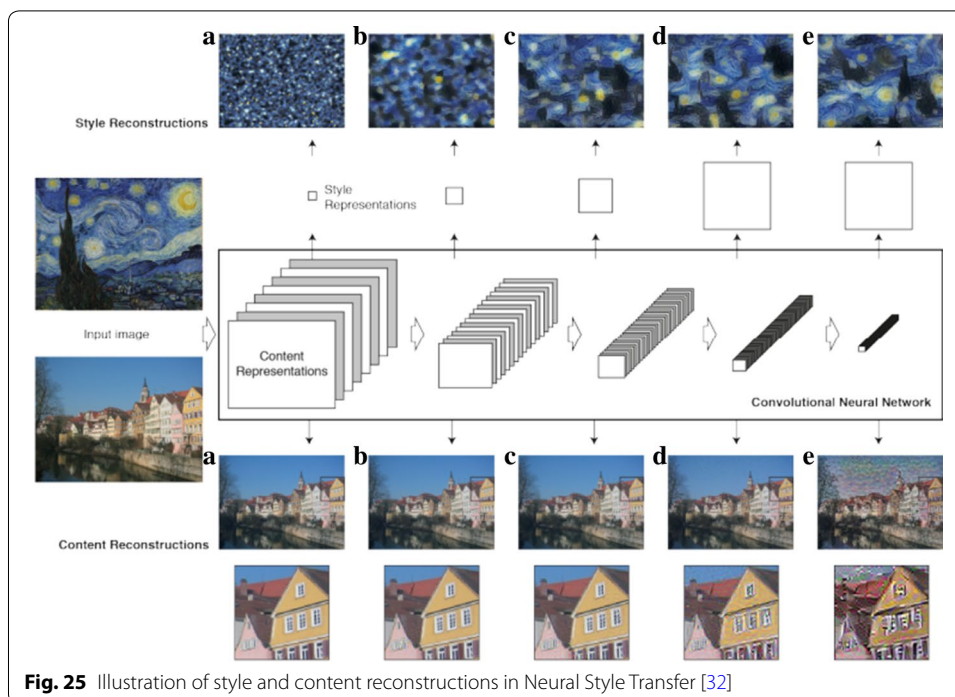 a b c d e
Style Reconstructions
Style
Representations
Input image
Content
Representations
Convolutional Neural Network
a b c d e
Content Reconstructions
Fig. 25 Illustration of style and content reconstructions in Neural Style Transfer [32]